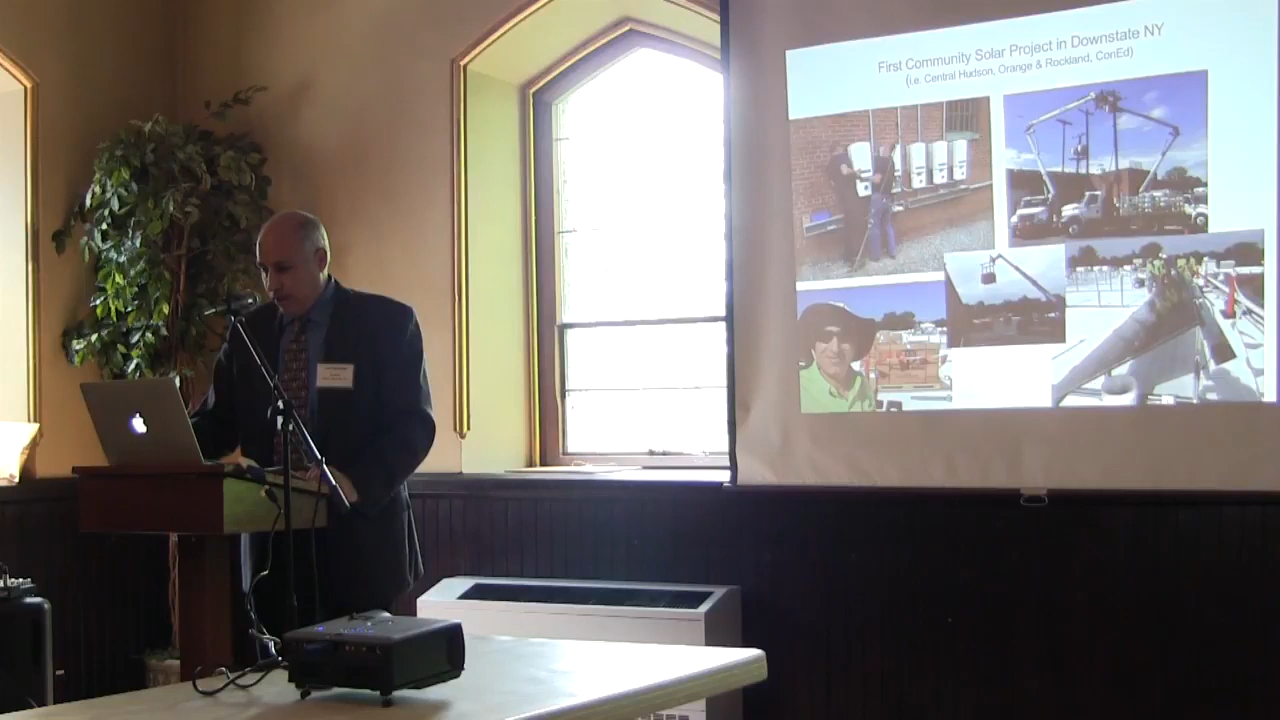 First Community Solar Project in Downstate NY
(i.e. Central Hudson, Orange & Rockland, ConEd)